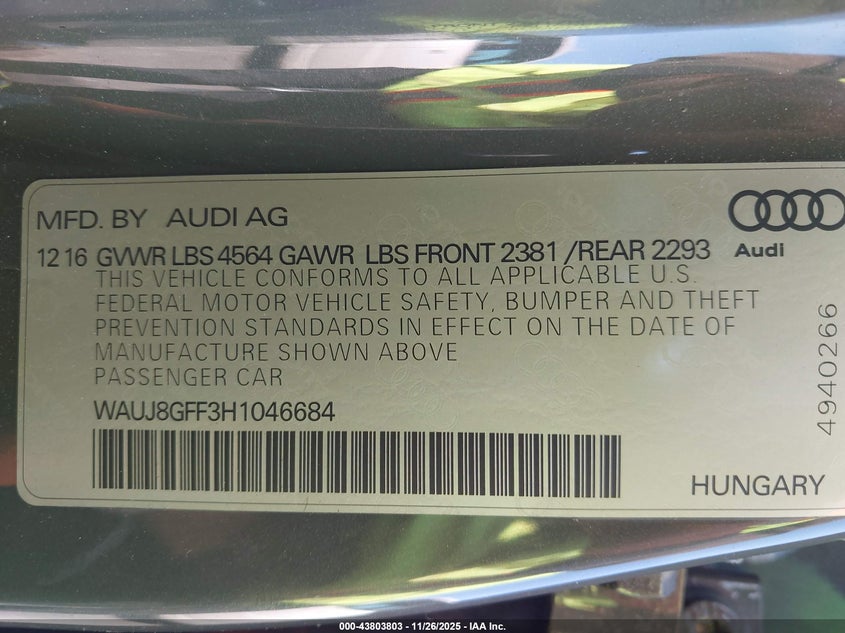 MFD. BY AUDI AG
12 16 GVWR LBS 4564 GAWR LBS FRONT 2381 /REAR 2293
Audi
THIS VEHICLE CONFORMS TO ALL APPLICABLE U.S.
FEDERAL MOTOR VEHICLE SAFETY, BUMPER AND THEFT
PREVENTION STANDARDS IN EFFECT ON THE DATE OF
MANUFACTURE SHOWN ABOVE
PASSENGER CAR
WAUJ8GFF3H1046684
HUNGARY
4940266
000-43803803 - 11/26/2025 - IAA Inc.